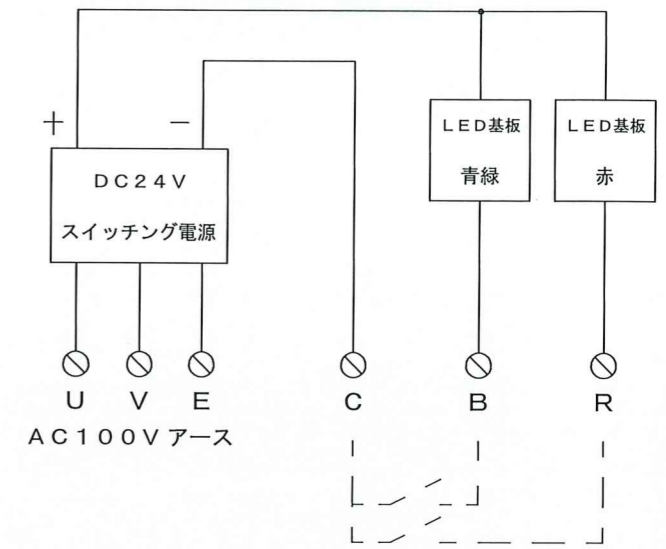 ＋ －
ＤＣ２４Ｖ
スイッチング電源
ＬＥＤ基板
青緑
ＬＥＤ基板
赤
Ｕ Ｖ Ｅ Ｃ Ｂ Ｒ
ＡＣ１００Ｖ アース